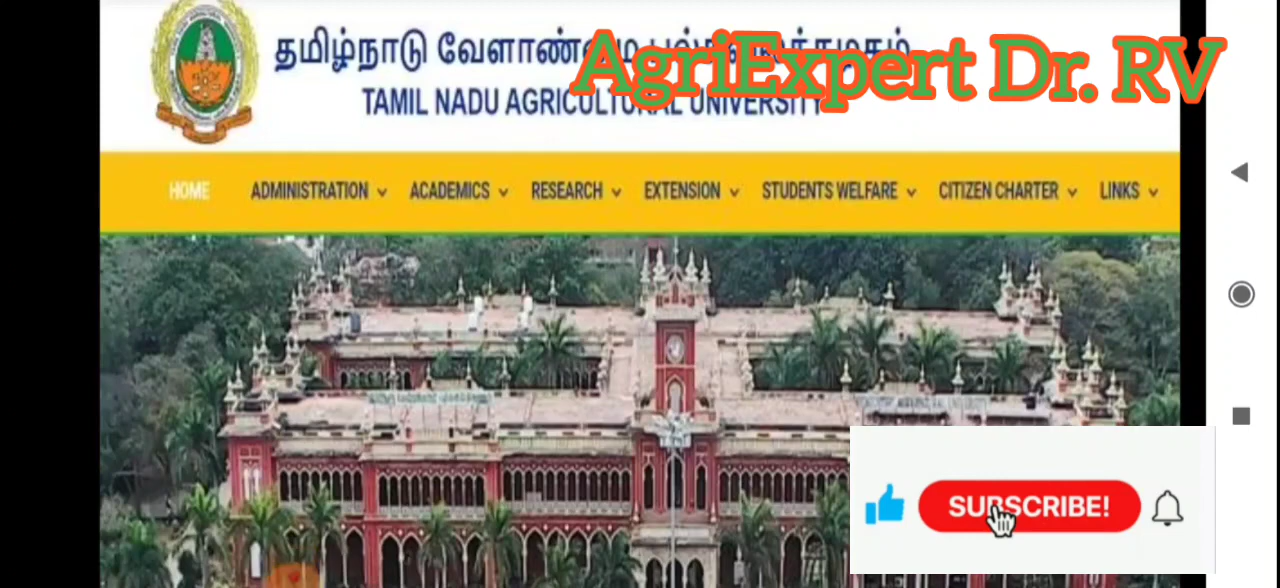 தமிழ்நாடு
AgriExpert Dr. RV
TAMIL NADU AGRICULTURAL UNIVERSITY
HOME ADMINISTRATION ACADEMICS RESEARCH EXTENSION STUDENTS WELFARE CITIZEN CHARTER LINKS
SUBSCRIBE!